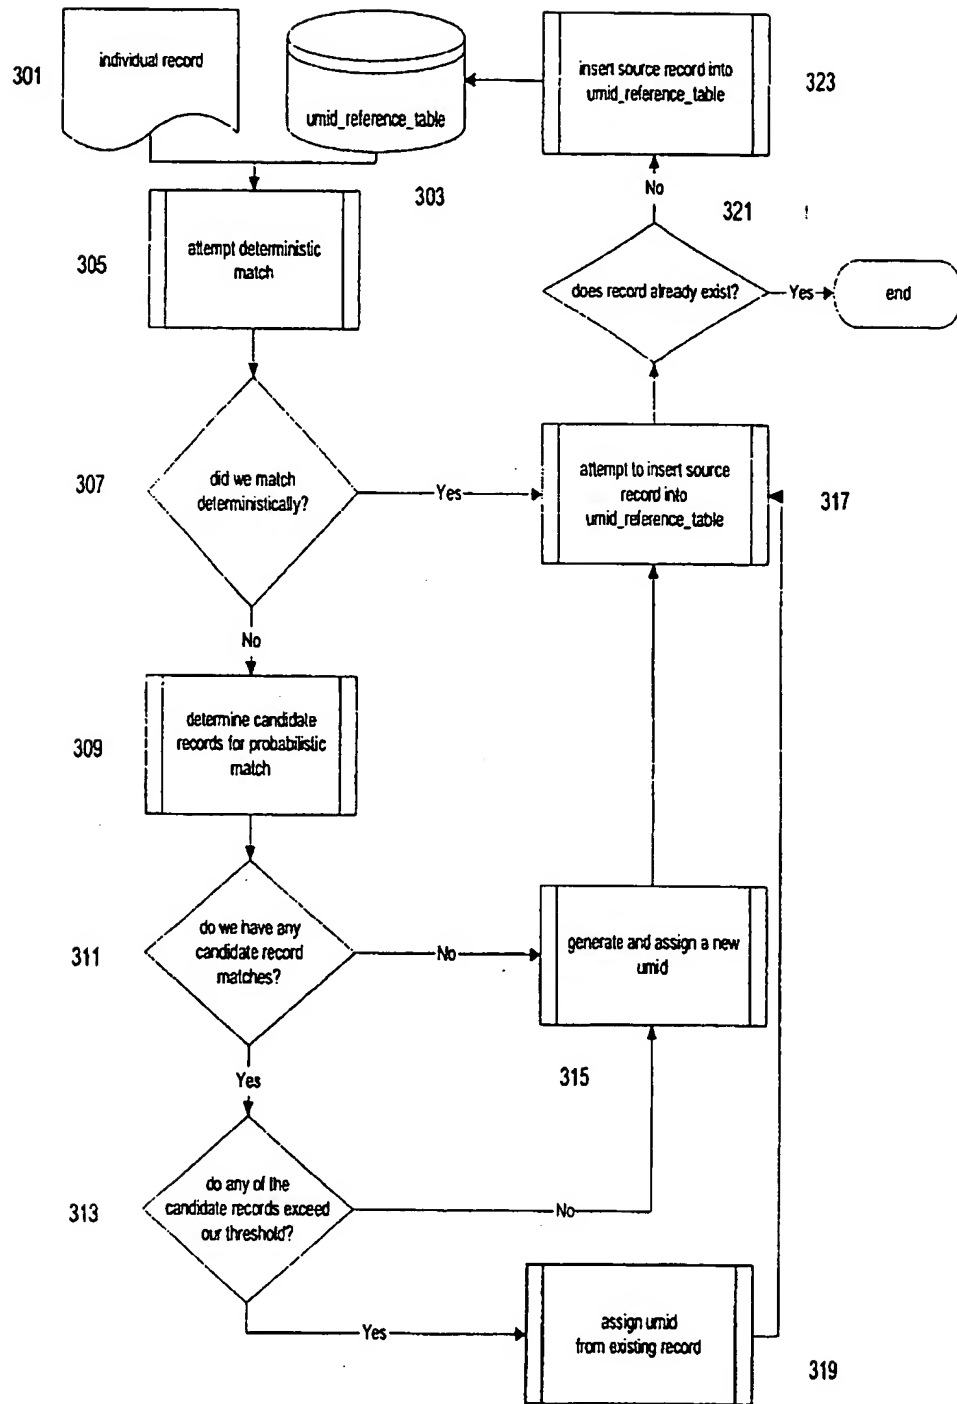 301
individual record
umid_reference_table
insert source record into
umid_reference_table
323
303
No
321
305
attempt deterministic
match
does record already exist?
Yes
end
307
did we match
deterministically?
Yes
attempt to insert source
record into
umid_reference_table
317
No
309
determine candidate
records for probabilistic
match
311
do we have any
candidate record
matches?
No
generate and assign a new
umid
315
Yes
313
do any of the
candidate records exceed
our threshold?
No
Yes
assign umid
from existing record
319